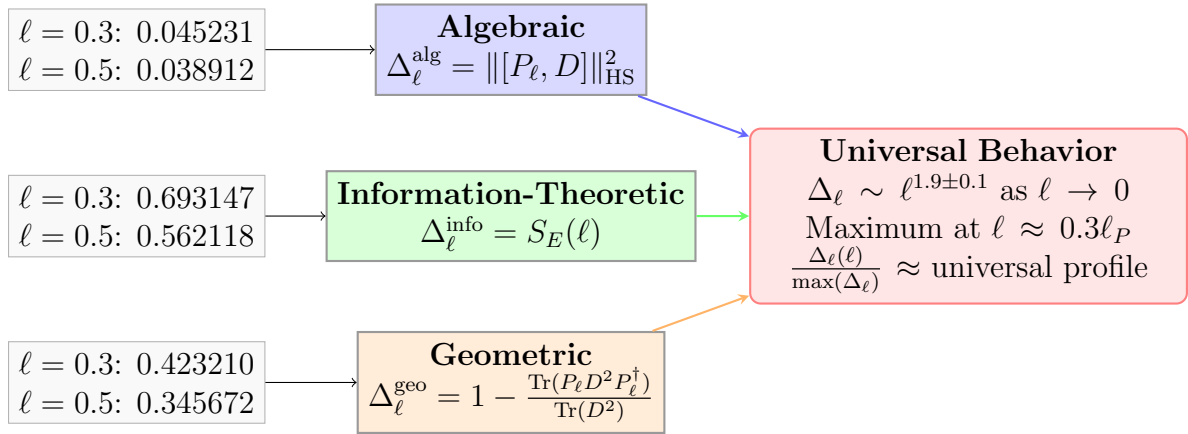 ℓ = 0.3: 0.045231
ℓ = 0.5: 0.038912
Algebraic
Δ_ℓ^alg = ‖[P_ℓ, D]‖²_HS
ℓ = 0.3: 0.693147
ℓ = 0.5: 0.562118
Information-Theoretic
Δ_ℓ^info = S_E(ℓ)
ℓ = 0.3: 0.423210
ℓ = 0.5: 0.345672
Geometric
Δ_ℓ^geo = 1 − Tr(P_ℓ D² P_ℓ^†) / Tr(D²)
Universal Behavior
Δ_ℓ ∼ ℓ^{1.9±0.1} as ℓ → 0
Maximum at ℓ ≈ 0.3ℓ_P
Δ_ℓ(ℓ) / max(Δ_ℓ) ≈ universal profile